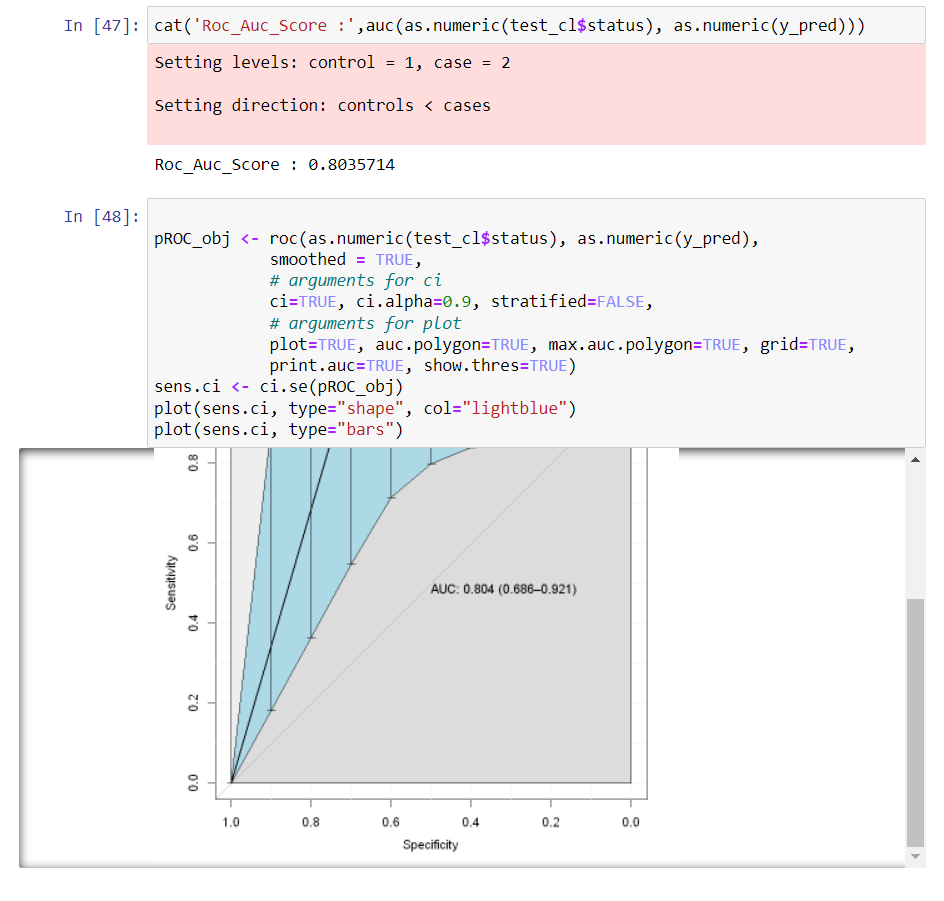 In [47]: cat('Roc_Auc_Score :',auc(as.numeric(test_cl$status), as.numeric(y_pred)))
Setting levels: control = 1, case = 2
Setting direction: controls < cases
Roc_Auc_Score : 0.8035714
In [48]:
pROC_obj <- roc(as.numeric(test_cl$status), as.numeric(y_pred),
smoothed = TRUE,
# arguments for ci
ci=TRUE, ci.alpha=0.9, stratified=FALSE,
# arguments for plot
plot=TRUE, auc.polygon=TRUE, max.auc.polygon=TRUE, grid=TRUE,
print.auc=TRUE, show.thres=TRUE)
sens.ci <- ci.se(pROC_obj)
plot(sens.ci, type="shape", col="lightblue")
plot(sens.ci, type="bars")
0.8
0.6
Sensitivity
AUC: 0.804 (0.686–0.921)
0.4
0.2
0.0
1.0 0.8 0.6 0.4 0.2 0.0
Specificity